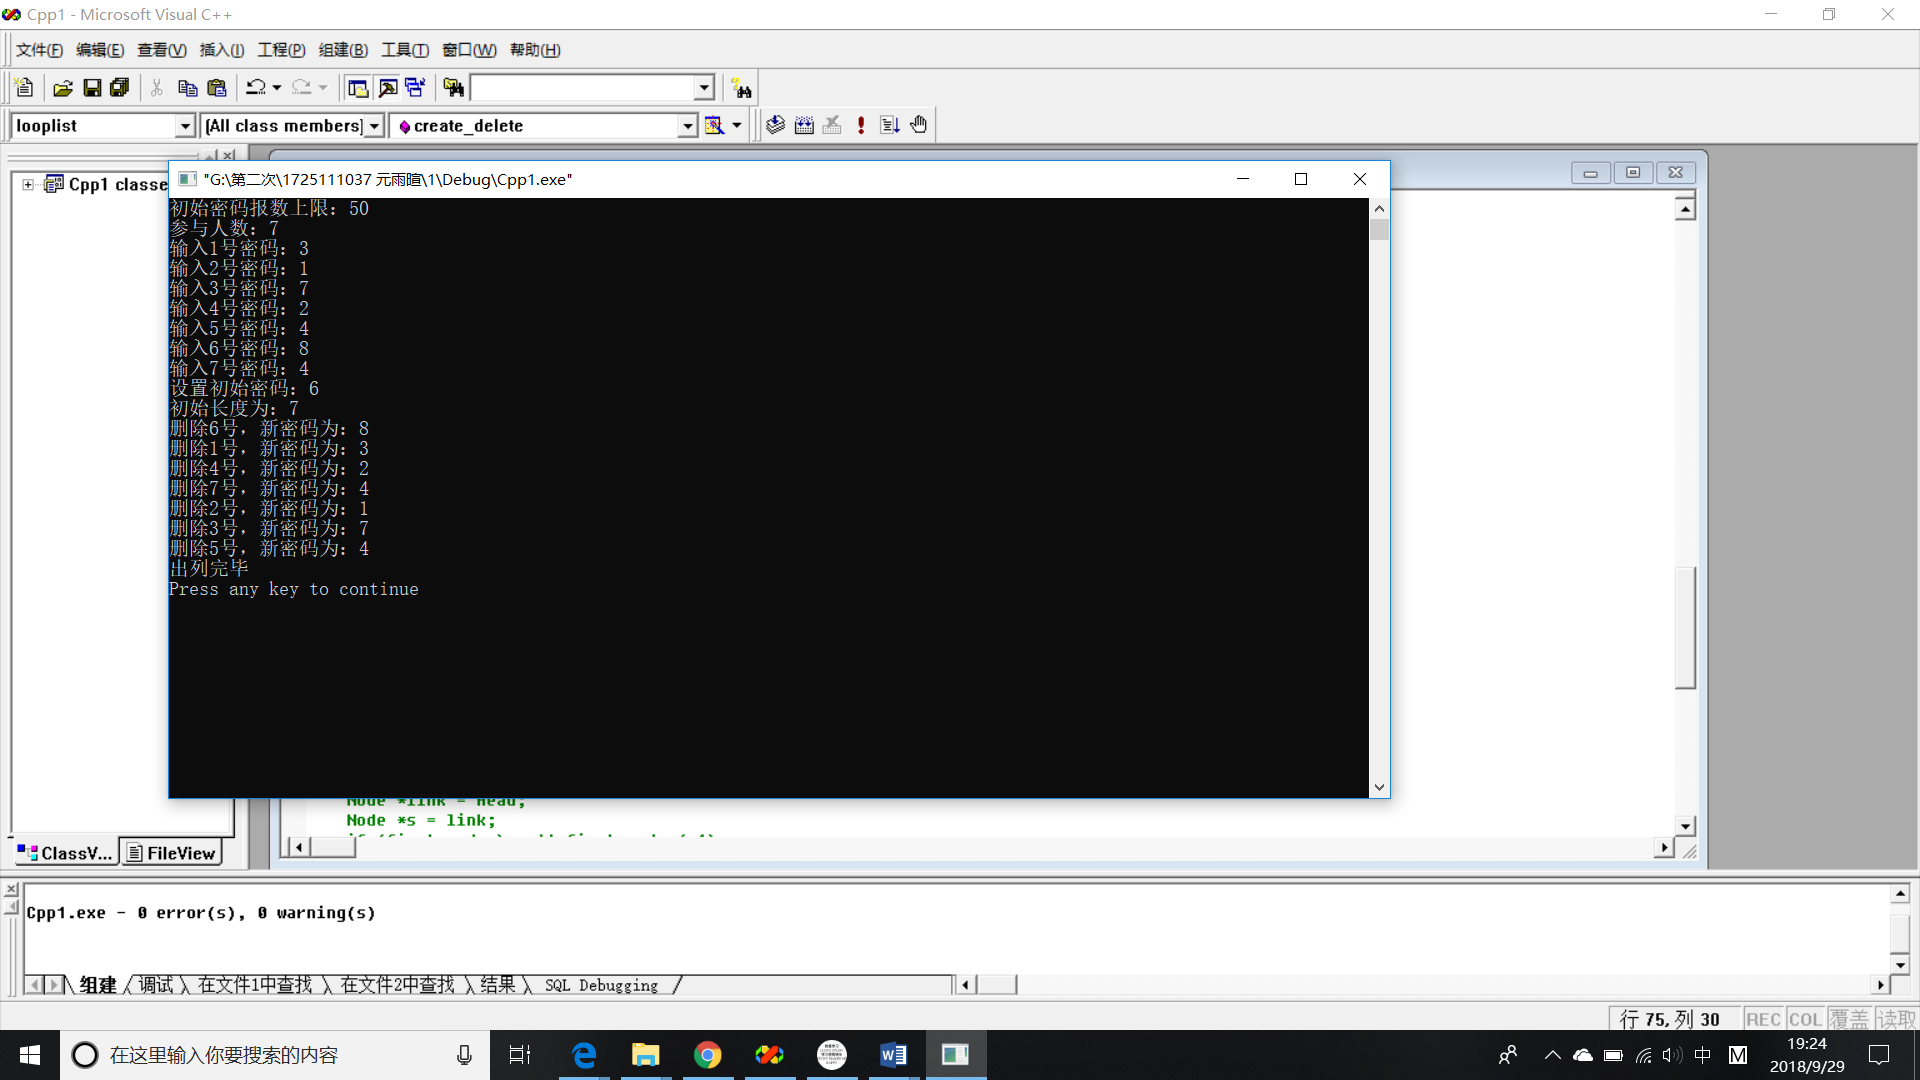 Cpp1 - Microsoft Visual C++
文件(F) 编辑(E) 查看(V) 插入(I) 工程(P) 组建(B) 工具(T) 窗口(W) 帮助(H)
looplist [All class members] create_delete
Cpp1 classe
"G:\第二次\1725111037 元雨暄\1\Debug\Cpp1.exe"
初始密码报数上限：50
参与人数：7
输入1号密码：3
输入2号密码：1
输入3号密码：7
输入4号密码：2
输入5号密码：4
输入6号密码：8
输入7号密码：4
设置初始密码：6
初始长度为：7
删除6号，新密码为：8
删除1号，新密码为：3
删除4号，新密码为：2
删除7号，新密码为：4
删除2号，新密码为：1
删除3号，新密码为：7
删除5号，新密码为：4
出列完毕
Press any key to continue
Node *link = Head;
Node *s = link;
ClassV... FileView
Cpp1.exe - 0 error(s), 0 warning(s)
组建 调试 在文件1中查找 在文件2中查找 结果 SQL Debugging
行 75, 列 30 REC COL 覆盖 读取
在这里输入你要搜索的内容
中 M
19:24
2018/9/29